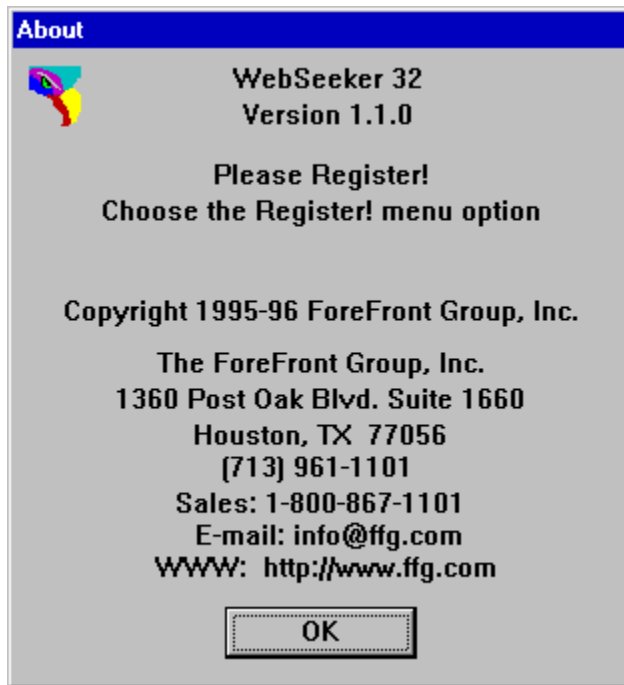 About
WebSeeker 32
Version 1.1.0
Please Register!
Choose the Register! menu option
Copyright 1995-96 ForeFront Group, Inc.
The ForeFront Group, Inc.
1360 Post Oak Blvd. Suite 1660
Houston, TX  77056
(713) 961-1101
Sales: 1-800-867-1101
E-mail: info@ffg.com
WWW:  http://www.ffg.com
OK